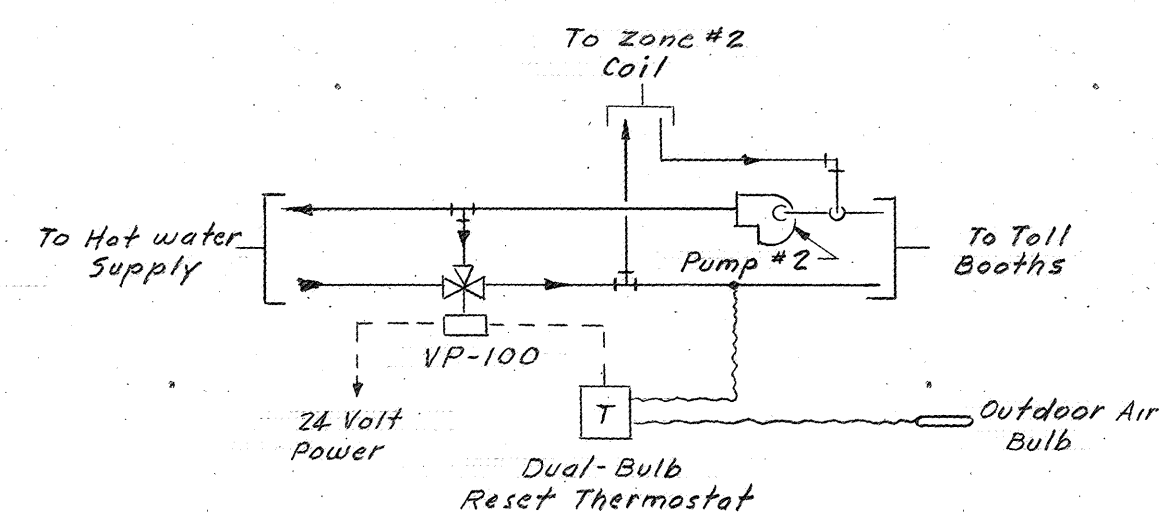 To Zone #2
Coil
To Hot water
Supply
To Toll
Booths
Pump #2
VP-100
24 Volt
Power
T
Outdoor Air
Bulb
Dual-Bulb
Reset Thermostat